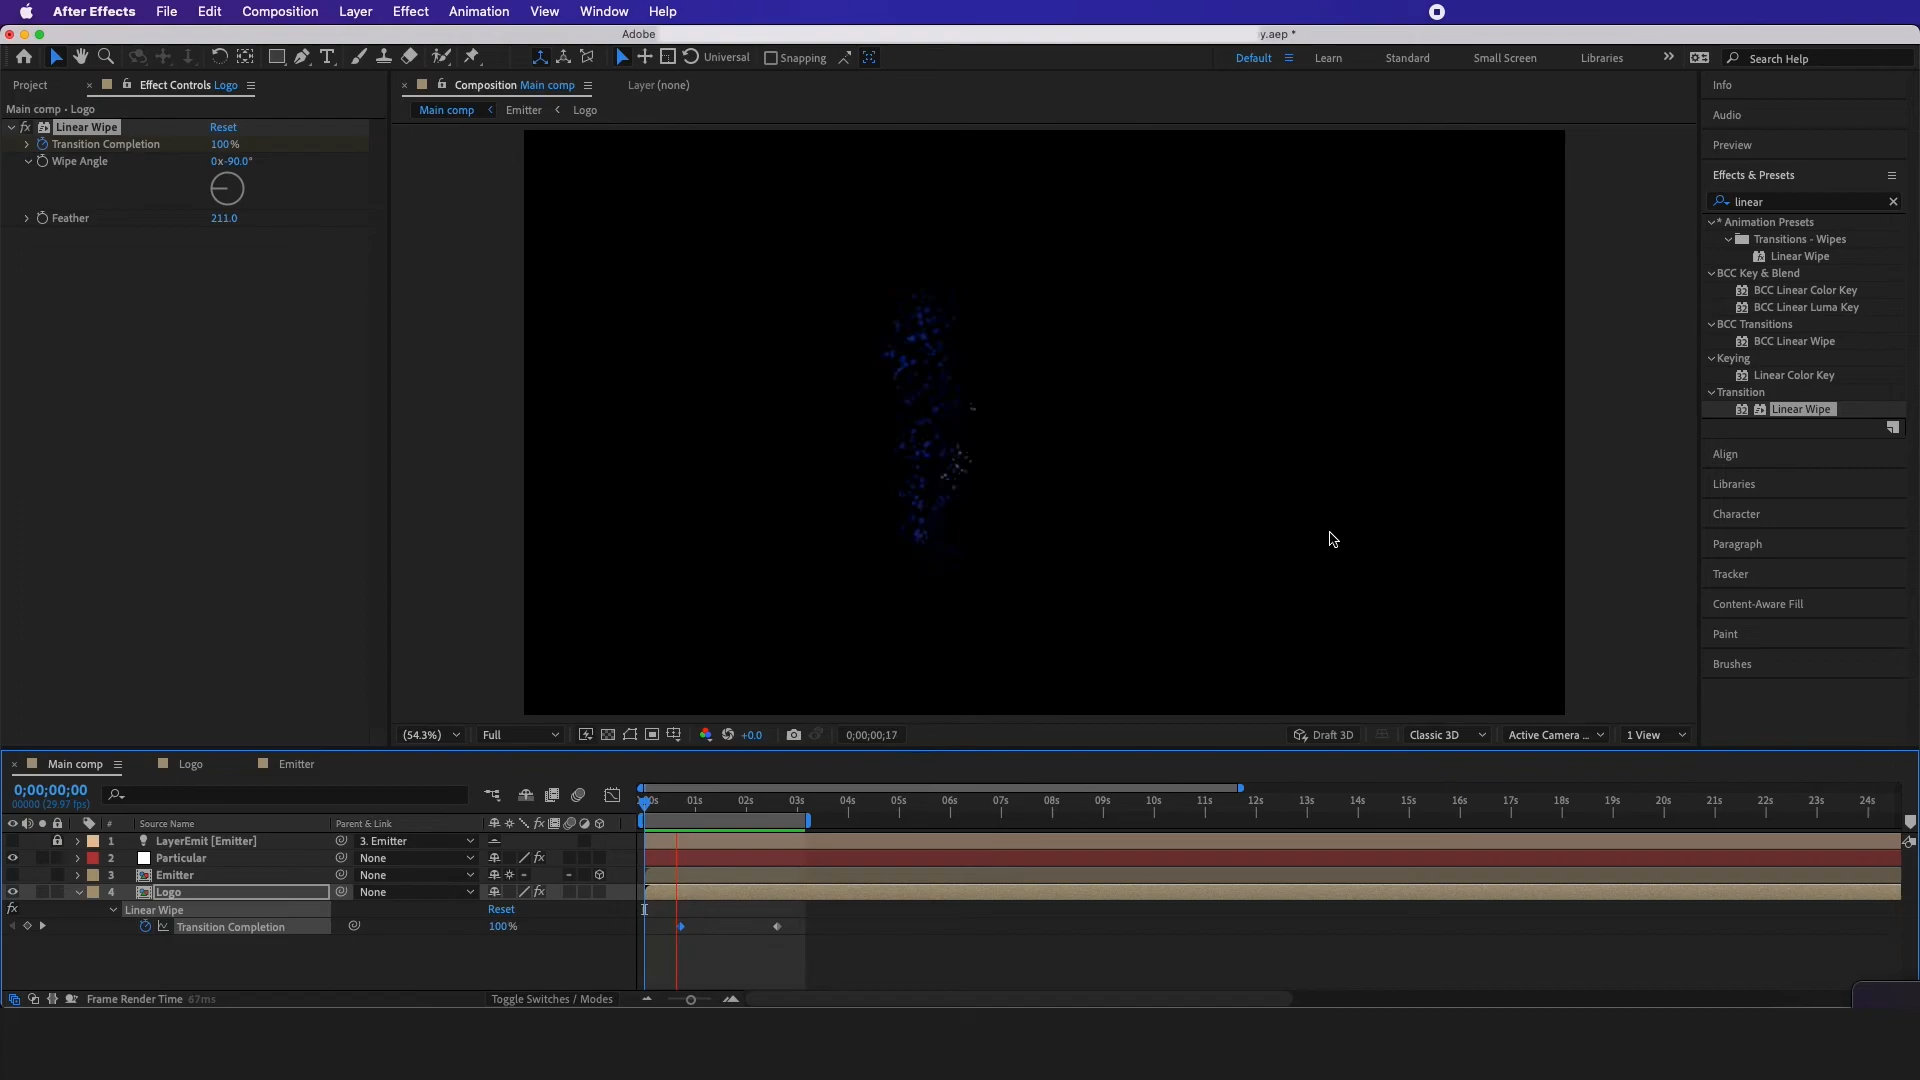 After Effects File Edit Composition Layer Effect Animation View Window Help
Adobe y.aep *
Universal Snapping Default Learn Standard Small Screen Libraries Search Help
Project Effect Controls Logo
Main comp • Logo
fx Linear Wipe Reset
Transition Completion 100%
Wipe Angle 0x-90.0°
Feather 211.0
Composition Main comp Layer (none)
Main comp Emitter Logo
Info
Audio
Preview
Effects & Presets
linear
* Animation Presets
Transitions - Wipes
Linear Wipe
BCC Key & Blend
BCC Linear Color Key
BCC Linear Luma Key
BCC Transitions
BCC Linear Wipe
Keying
Linear Color Key
Transition
Linear Wipe
Align
Libraries
Character
Paragraph
Tracker
Content-Aware Fill
Paint
Brushes
(54.3%) Full +0.0 0;00;00;17 Draft 3D Classic 3D Active Camera ... 1 View
Main comp Logo Emitter
0;00;00;00
00000 (29.97 fps)
:00s 01s 02s 03s 04s 05s 06s 07s 08s 09s 10s 11s 12s 13s 14s 15s 16s 17s 18s 19s 20s 21s 22s 23s 24s
# Source Name Parent & Link
1 LayerEmit [Emitter] 3. Emitter
2 Particular None
3 Emitter None
4 Logo None
fx Linear Wipe Reset
Transition Completion 100%
Frame Render Time 67ms Toggle Switches / Modes